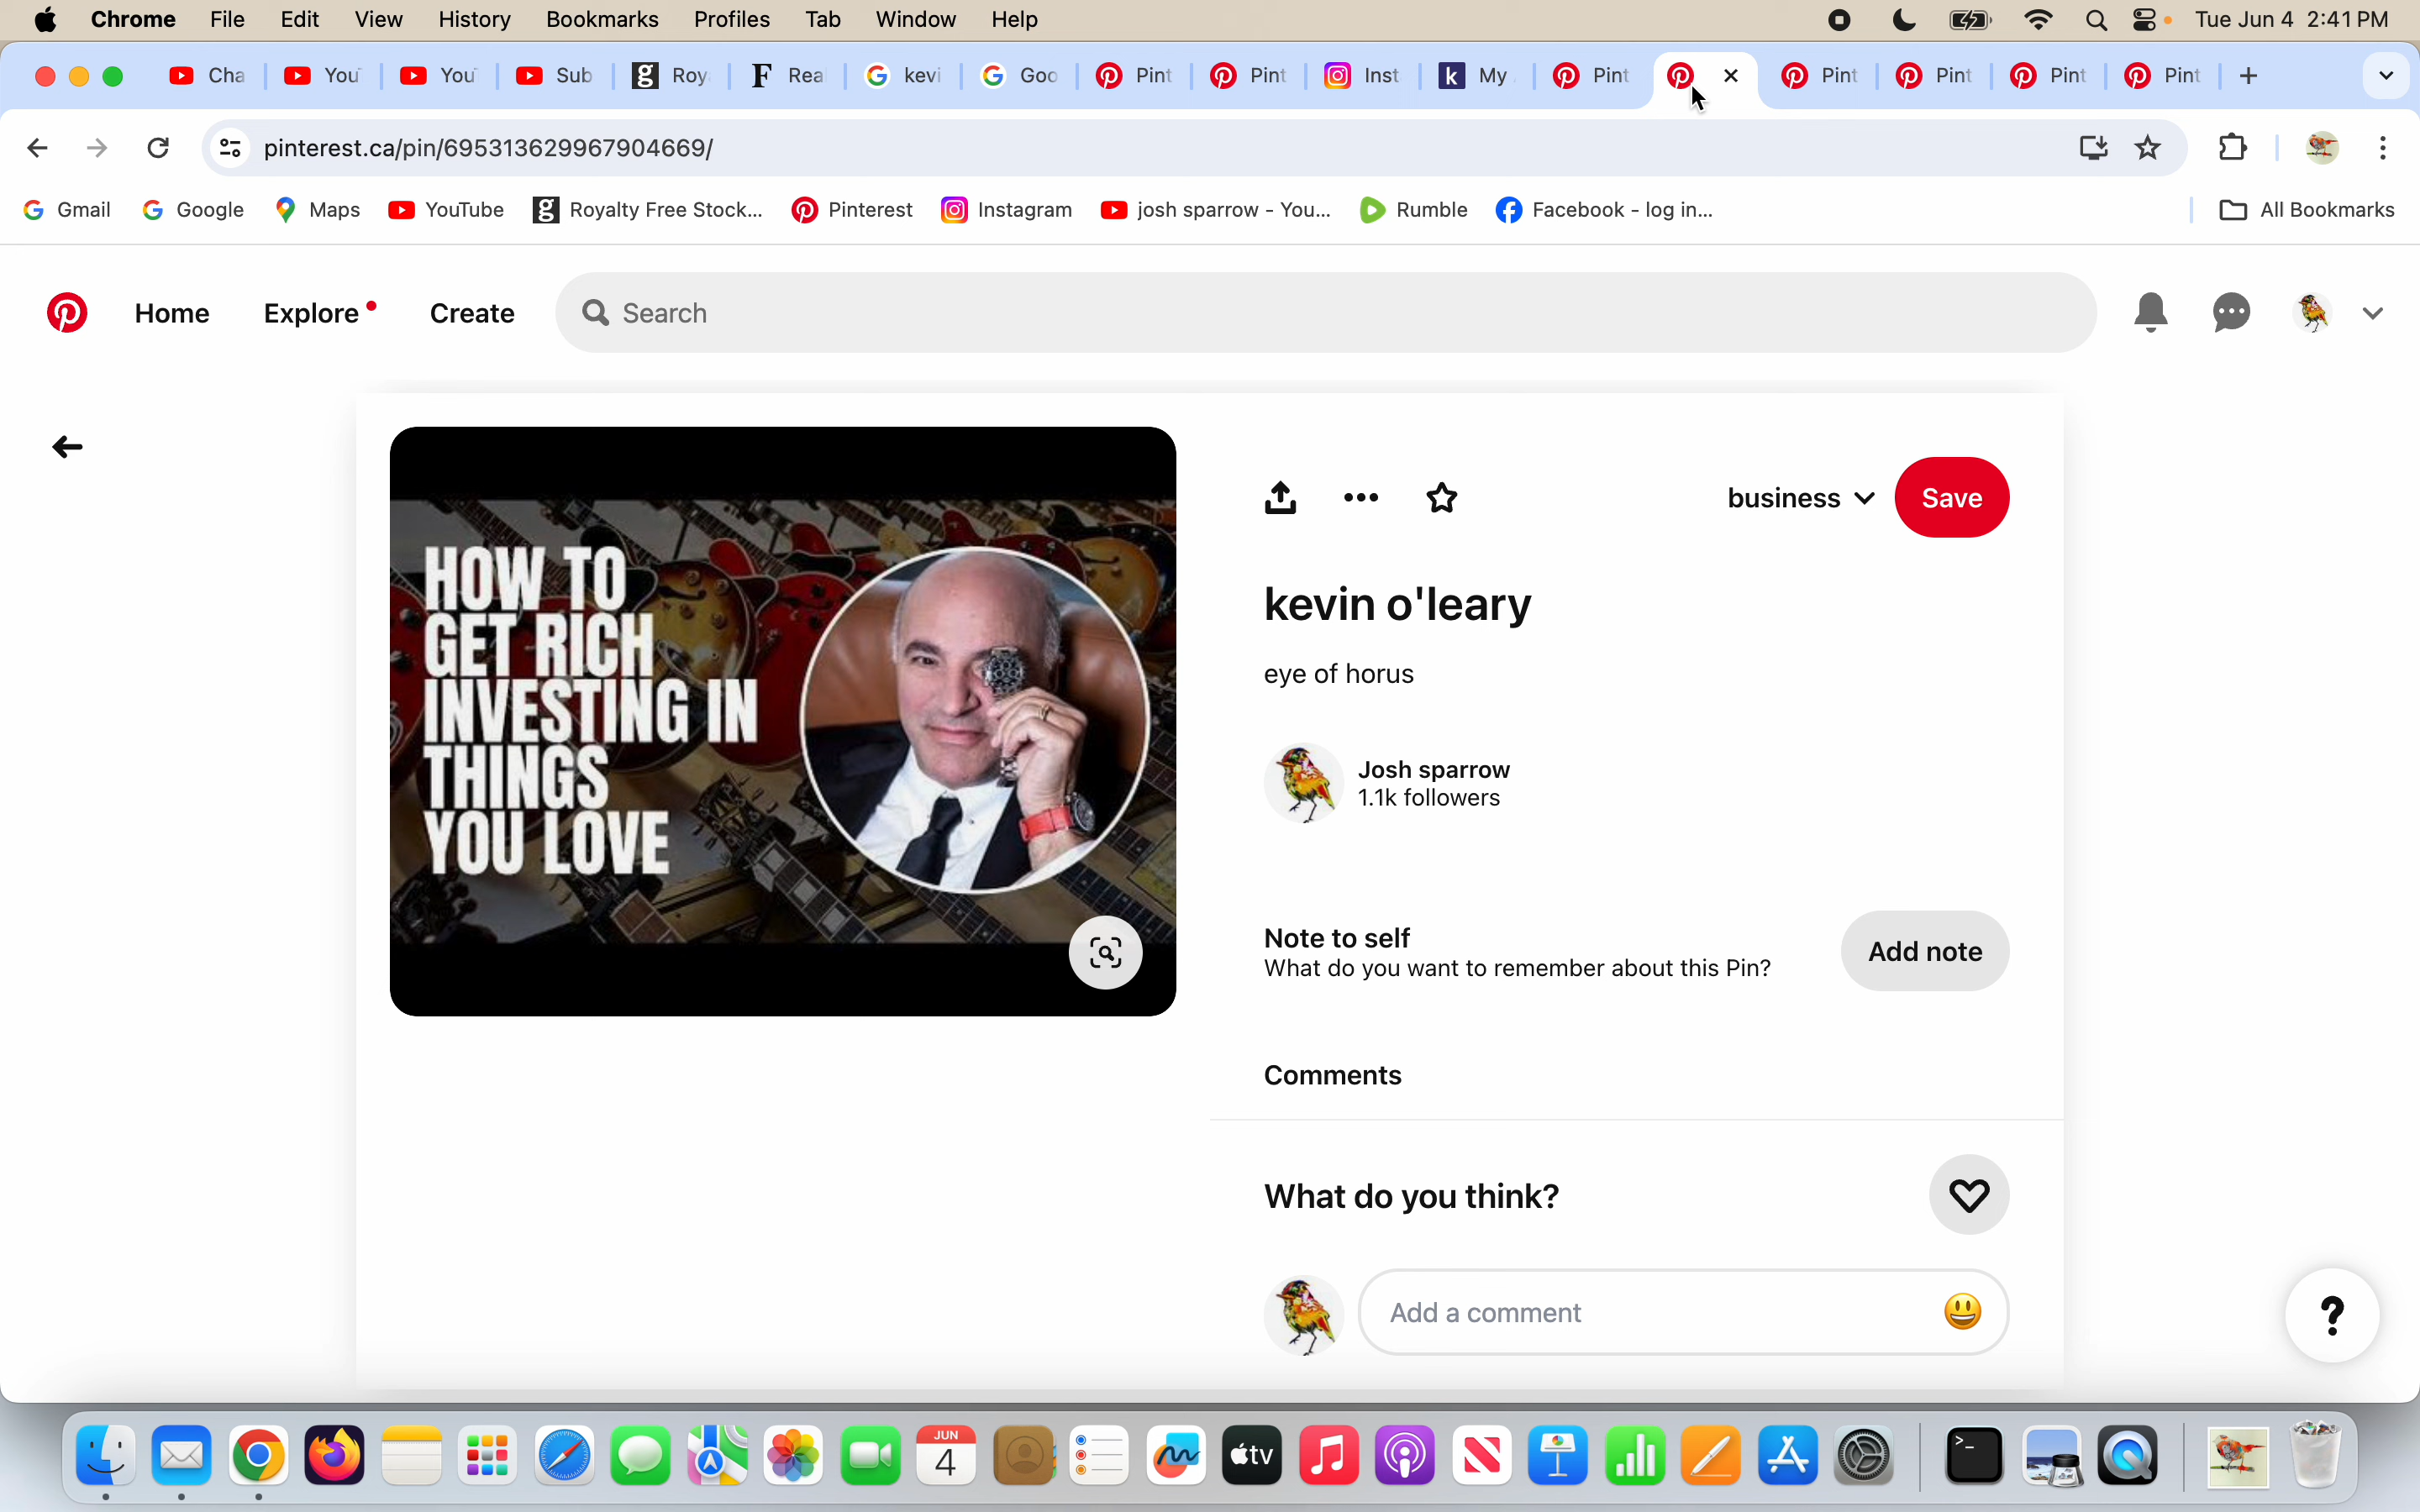 Chrome File Edit View History Bookmarks Profiles Tab Window Help Tue Jun 4 2:41 PM
Cha You You Sub Roy Rea kevi Goo Pint Pint Inst My Pint Pint Pint Pint Pint
pinterest.ca/pin/695313629967904669/
Gmail Google Maps YouTube Royalty Free Stock... Pinterest Instagram josh sparrow - You... Rumble Facebook - log in... All Bookmarks
Home Explore Create Search
HOW TO
GET RICH
INVESTING IN
THINGS
YOU LOVE
business Save
kevin o'leary
eye of horus
Josh sparrow
1.1k followers
Note to self
What do you want to remember about this Pin?
Add note
Comments
What do you think?
Add a comment
?
JUN
4
tv